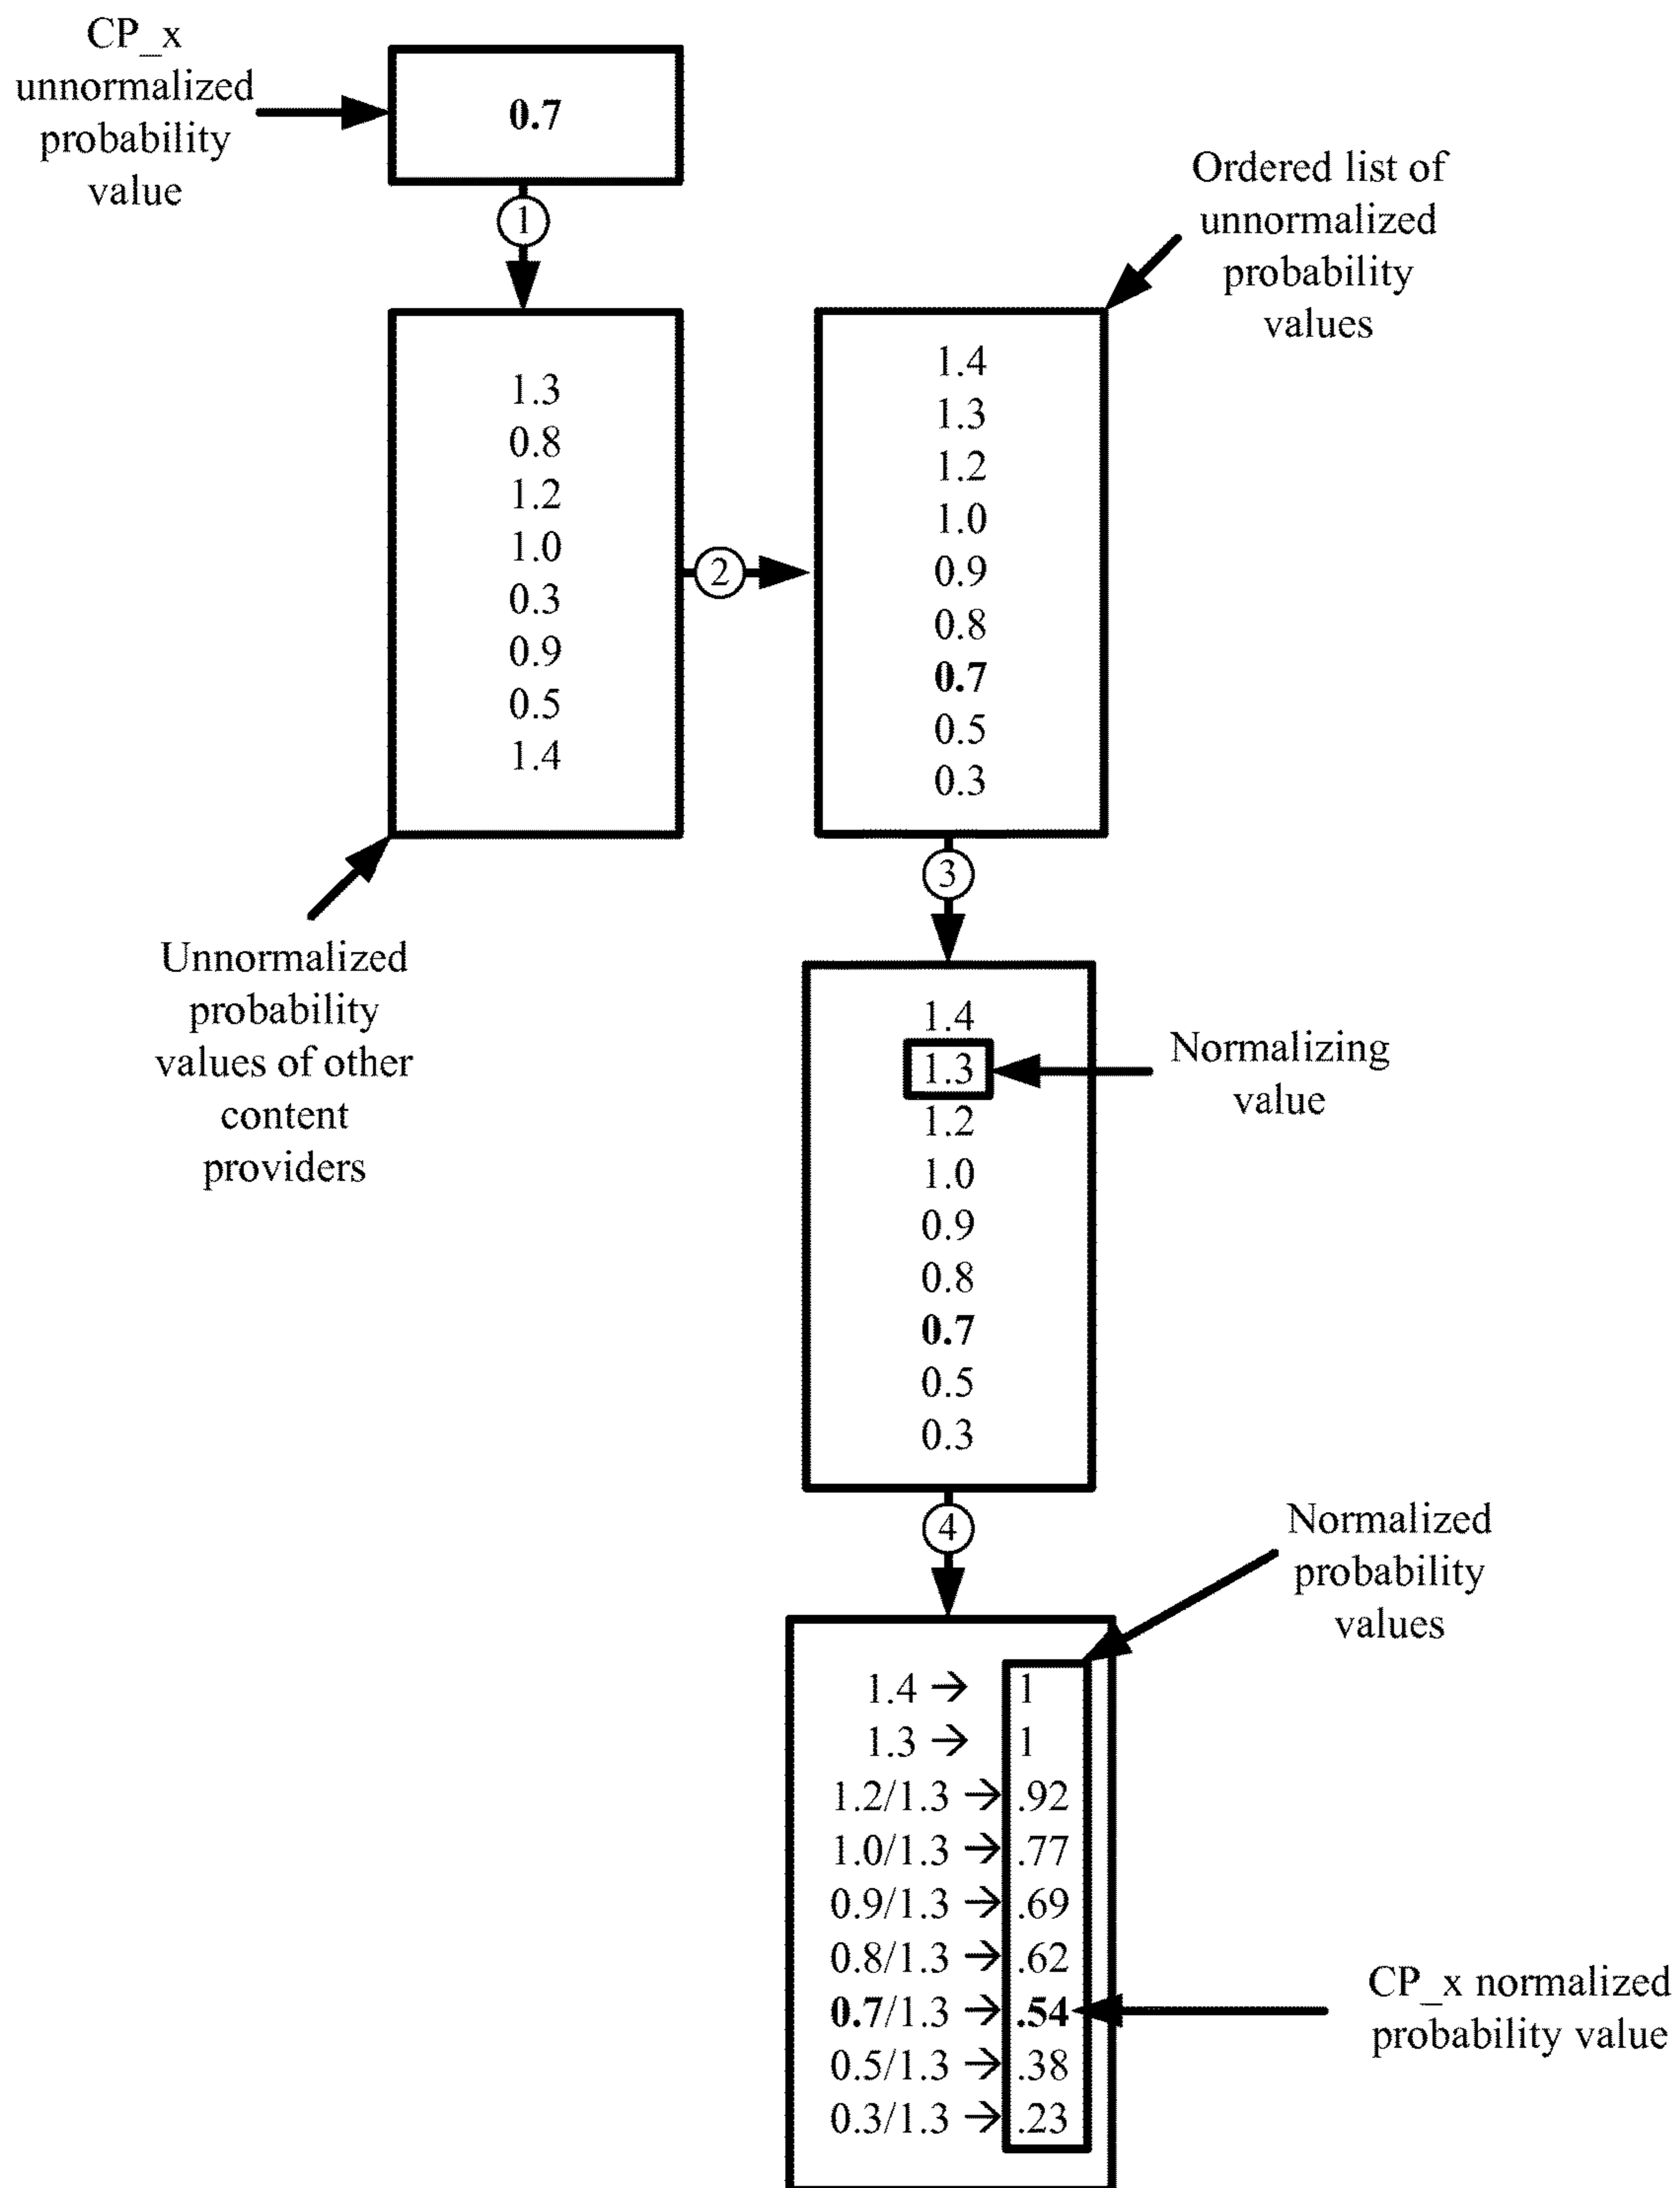 CP_x
unnormalized
probability
value
0.7
1
Ordered list of
unnormalized
probability
values
1.3
0.8
1.2
1.0
0.3
0.9
0.5
1.4
2
1.4
1.3
1.2
1.0
0.9
0.8
0.7
0.5
0.3
Unnormalized
probability
values of other
content
providers
3
1.4
1.3
1.2
1.0
0.9
0.8
0.7
0.5
0.3
Normalizing
value
4
Normalized
probability
values
1.4 → 1
1.3 → 1
1.2/1.3 → .92
1.0/1.3 → .77
0.9/1.3 → .69
0.8/1.3 → .62
0.7/1.3 → .54
0.5/1.3 → .38
0.3/1.3 → .23
CP_x normalized
probability value